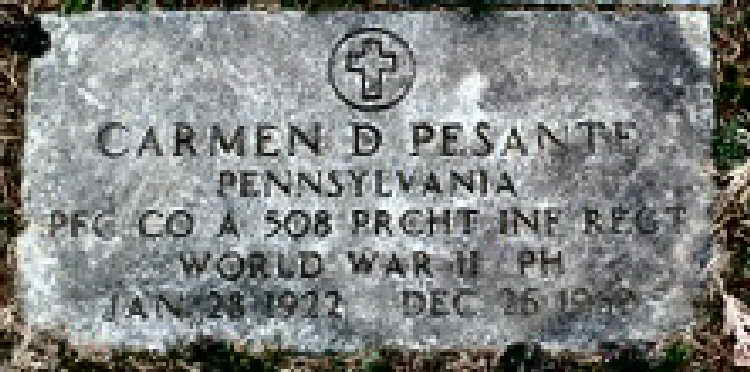 CARMEN D PESANTE
PENNSYLVANIA
PFC CO A 508 PRCHT INF REGT
WORLD WAR II PH
JAN 28 1922 DEC 26